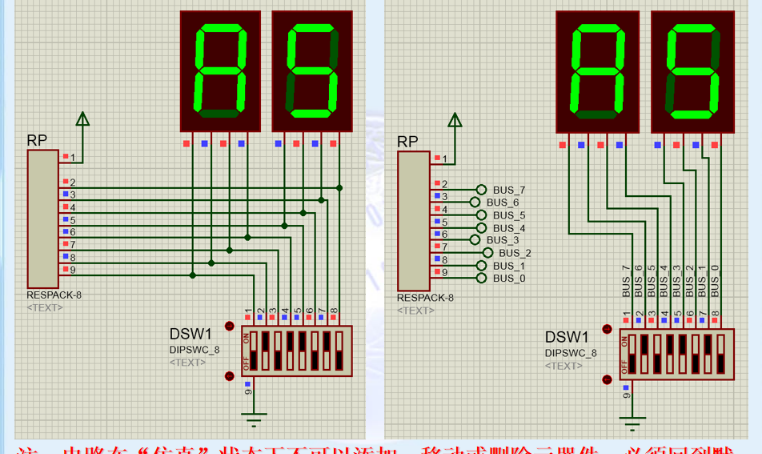 A5
A5
RP
1
2
3
4
5
6
7
8
9
RESPACK-8
<TEXT>
DSW1
DIPSWC_8
<TEXT>
1 2 3 4 5 6 7 8
ON
OFF
9
RP
1
2
3
4
5
6
7
8
9
BUS_7
BUS_6
BUS_5
BUS_4
BUS_3
BUS_2
BUS_1
BUS_0
RESPACK-8
<TEXT>
BUS_7
BUS_6
BUS_5
BUS_4
BUS_3
BUS_2
BUS_1
BUS_0
DSW1
DIPSWC_8
<TEXT>
1 2 3 4 5 6 7 8
ON
OFF
9
注 电路在“仿真”状态下不可以添加、移动或删除元器件，必须回到默